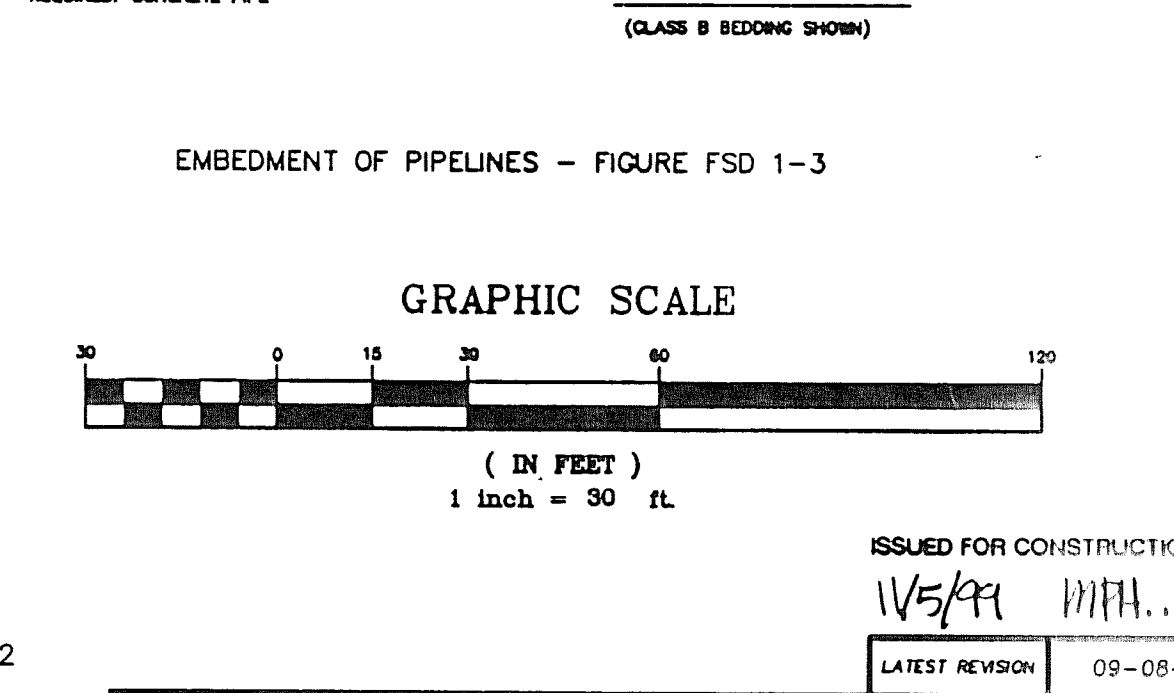 (CLASS B BEDDING SHOWN)
EMBEDMENT OF PIPELINES – FIGURE FSD 1-3
GRAPHIC SCALE
30 0 15 30 60 120
( IN FEET )
1 inch = 30 ft.
ISSUED FOR CONSTRUCTIO
11/5/99 MPH..
2
LATEST REVISION 09-08-